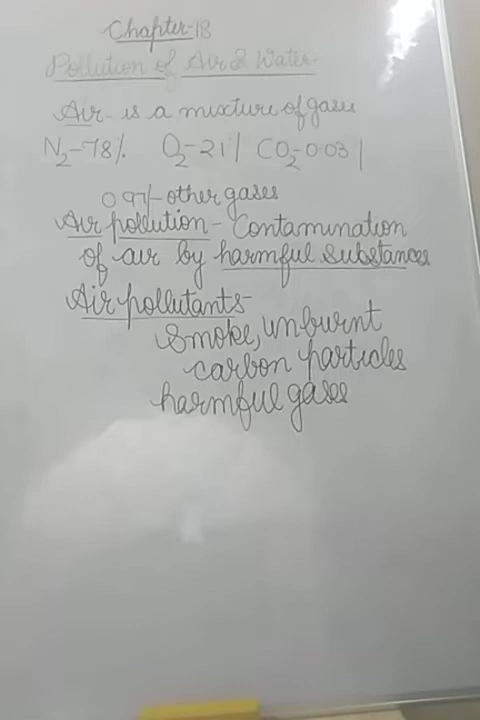 Chapter-18
Pollution of Air & Water
Air - is a mixture of gases
N2-78% O2-21% CO2-0.03%
0.97% other gases
Air pollution - Contamination
of air by harmful substances
Air pollutants-
Smoke, unburnt
carbon particles
harmful gases